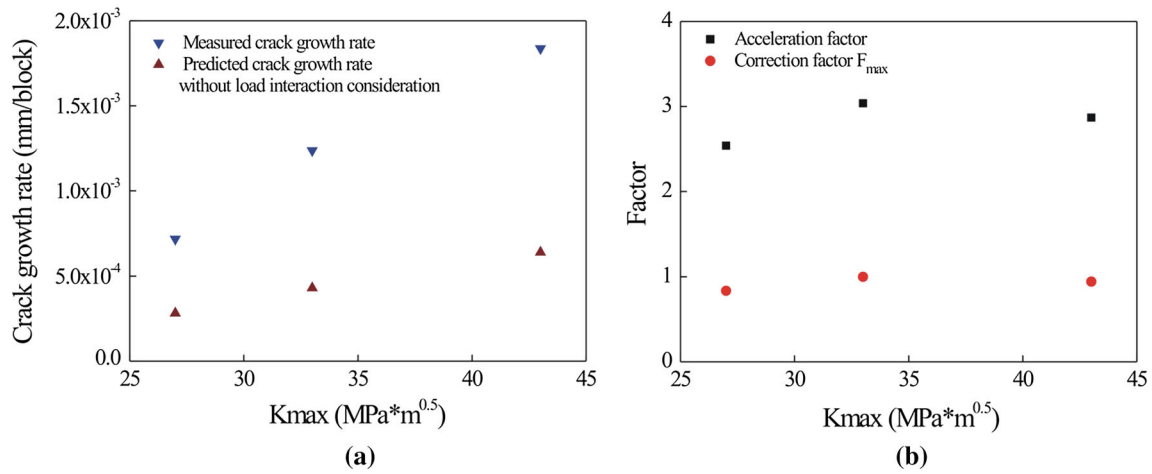 Crack growth rate (mm/block)
2.0x10⁻³
1.5x10⁻³
1.0x10⁻³
5.0x10⁻⁴
0.0
25
30
35
40
45
Kmax (MPa*m⁰·⁵)
Measured crack growth rate
Predicted crack growth rate
without load interaction consideration
(a)
Factor
4
3
2
1
0
25
30
35
40
45
Kmax (MPa*m⁰·⁵)
Acceleration factor
Correction factor Fmax
(b)